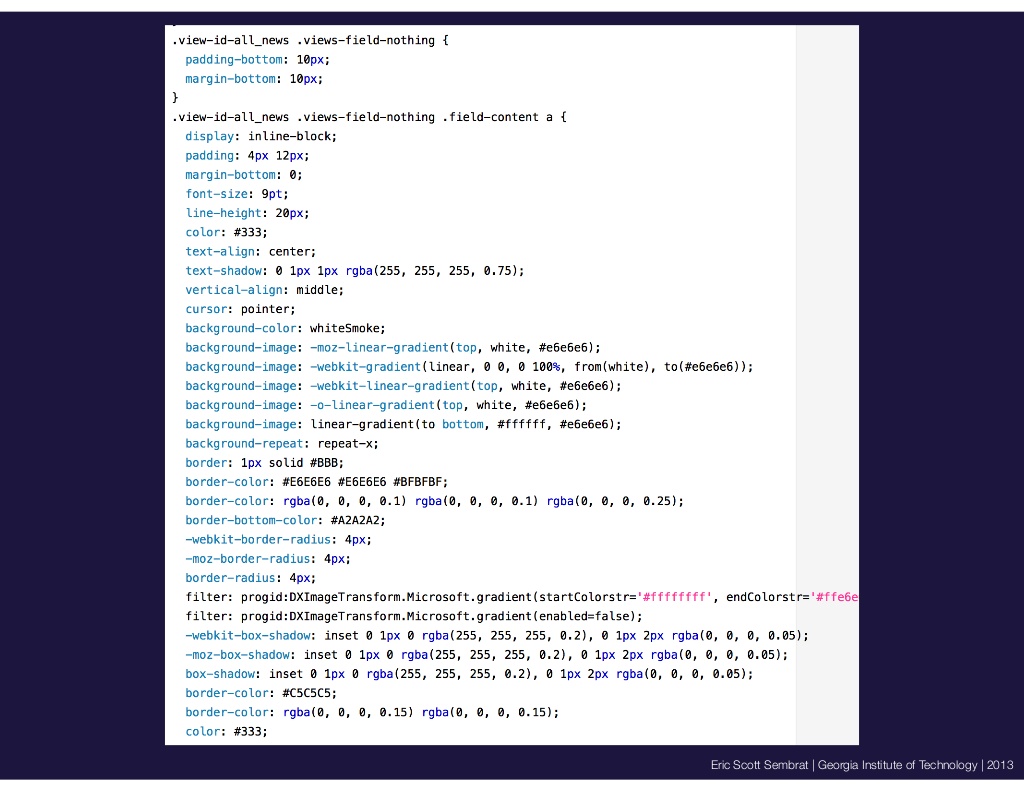 .view-id-all_news .views-field-nothing {
  padding-bottom: 10px;
  margin-bottom: 10px;
}
.view-id-all_news .views-field-nothing .field-content a {
  display: inline-block;
  padding: 4px 12px;
  margin-bottom: 0;
  font-size: 9pt;
  line-height: 20px;
  color: #333;
  text-align: center;
  text-shadow: 0 1px 1px rgba(255, 255, 255, 0.75);
  vertical-align: middle;
  cursor: pointer;
  background-color: whiteSmoke;
  background-image: -moz-linear-gradient(top, white, #e6e6e6);
  background-image: -webkit-gradient(linear, 0 0, 0 100%, from(white), to(#e6e6e6));
  background-image: -webkit-linear-gradient(top, white, #e6e6e6);
  background-image: -o-linear-gradient(top, white, #e6e6e6);
  background-image: linear-gradient(to bottom, #ffffff, #e6e6e6);
  background-repeat: repeat-x;
  border: 1px solid #BBB;
  border-color: #E6E6E6 #E6E6E6 #BFBFBF;
  border-color: rgba(0, 0, 0, 0.1) rgba(0, 0, 0, 0.1) rgba(0, 0, 0, 0.25);
  border-bottom-color: #A2A2A2;
  -webkit-border-radius: 4px;
  -moz-border-radius: 4px;
  border-radius: 4px;
  filter: progid:DXImageTransform.Microsoft.gradient(startColorstr='#ffffffff', endColorstr='#ffe6e
  filter: progid:DXImageTransform.Microsoft.gradient(enabled=false);
  -webkit-box-shadow: inset 0 1px 0 rgba(255, 255, 255, 0.2), 0 1px 2px rgba(0, 0, 0, 0.05);
  -moz-box-shadow: inset 0 1px 0 rgba(255, 255, 255, 0.2), 0 1px 2px rgba(0, 0, 0, 0.05);
  box-shadow: inset 0 1px 0 rgba(255, 255, 255, 0.2), 0 1px 2px rgba(0, 0, 0, 0.05);
  border-color: #C5C5C5;
  border-color: rgba(0, 0, 0, 0.15) rgba(0, 0, 0, 0.15);
  color: #333;
Eric Scott Sembrat | Georgia Institute of Technology | 2013